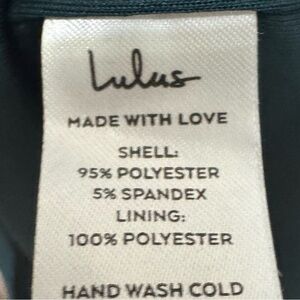 Lulus
MADE WITH LOVE
SHELL:
95% POLYESTER
5% SPANDEX
LINING:
100% POLYESTER
HAND WASH COLD